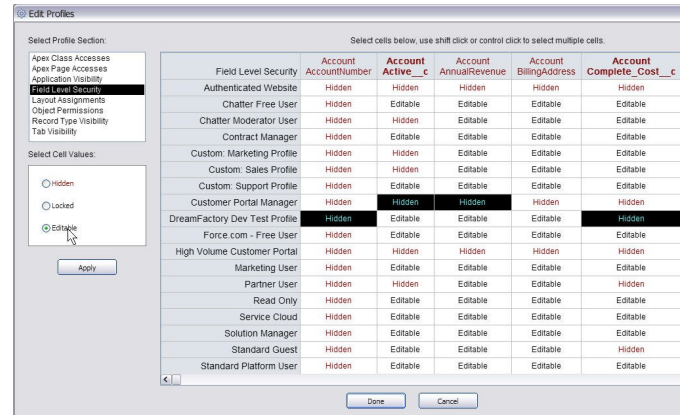 Edit Profiles
Select Profile Section:
Apex Class Accesses
Apex Page Accesses
Application Visibility
Field Level Security
Layout Assignments
Object Permissions
Record Type Visibility
Tab Visibility
Select Cell Values:
Hidden
Locked
Editable
Apply
Select cells below, use shift click or control click to select multiple cells.
Field Level Security Account AccountNumber Account Active__c Account AnnualRevenue Account BillingAddress Account Complete_Cost__c
Authenticated Website Hidden Hidden Hidden Hidden Hidden
Chatter Free User Hidden Editable Editable Editable Editable
Chatter Moderator User Hidden Hidden Editable Editable Editable
Contract Manager Hidden Editable Editable Editable Editable
Custom: Marketing Profile Hidden Hidden Editable Editable Editable
Custom: Sales Profile Hidden Hidden Editable Editable Editable
Custom: Support Profile Hidden Editable Editable Editable Editable
Customer Portal Manager Hidden Hidden Hidden Hidden Hidden
DreamFactory Dev Test Profile Hidden Editable Editable Editable Hidden
Force.com - Free User Hidden Editable Editable Editable Editable
High Volume Customer Portal Hidden Hidden Hidden Hidden Hidden
Marketing User Hidden Editable Editable Editable Editable
Partner User Hidden Hidden Editable Editable Hidden
Read Only Hidden Editable Editable Editable Editable
Service Cloud Hidden Editable Editable Editable Editable
Solution Manager Hidden Editable Editable Editable Editable
Standard Guest Hidden Editable Editable Editable Hidden
Standard Platform User Hidden Editable Editable Editable Editable
Done Cancel